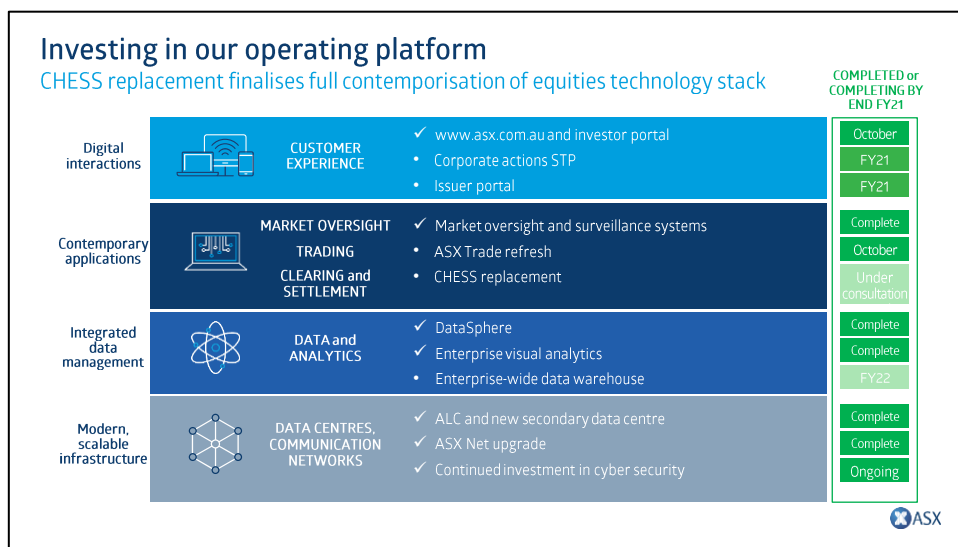 Investing in our operating platform
CHESS replacement finalises full contemporisation of equities technology stack
COMPLETED or
COMPLETING BY
END FY21
Digital
interactions
CUSTOMER
EXPERIENCE
✓ www.asx.com.au and investor portal
• Corporate actions STP
• Issuer portal
October
FY21
FY21
Contemporary
applications
MARKET OVERSIGHT
TRADING
CLEARING and
SETTLEMENT
✓ Market oversight and surveillance systems
• ASX Trade refresh
• CHESS replacement
Complete
October
Under
consultation
Integrated
data
management
DATA and
ANALYTICS
✓ DataSphere
✓ Enterprise visual analytics
• Enterprise-wide data warehouse
Complete
Complete
FY22
Modern,
scalable
infrastructure
DATA CENTRES,
COMMUNICATION
NETWORKS
✓ ALC and new secondary data centre
✓ ASX Net upgrade
✓ Continued investment in cyber security
Complete
Complete
Ongoing
ASX